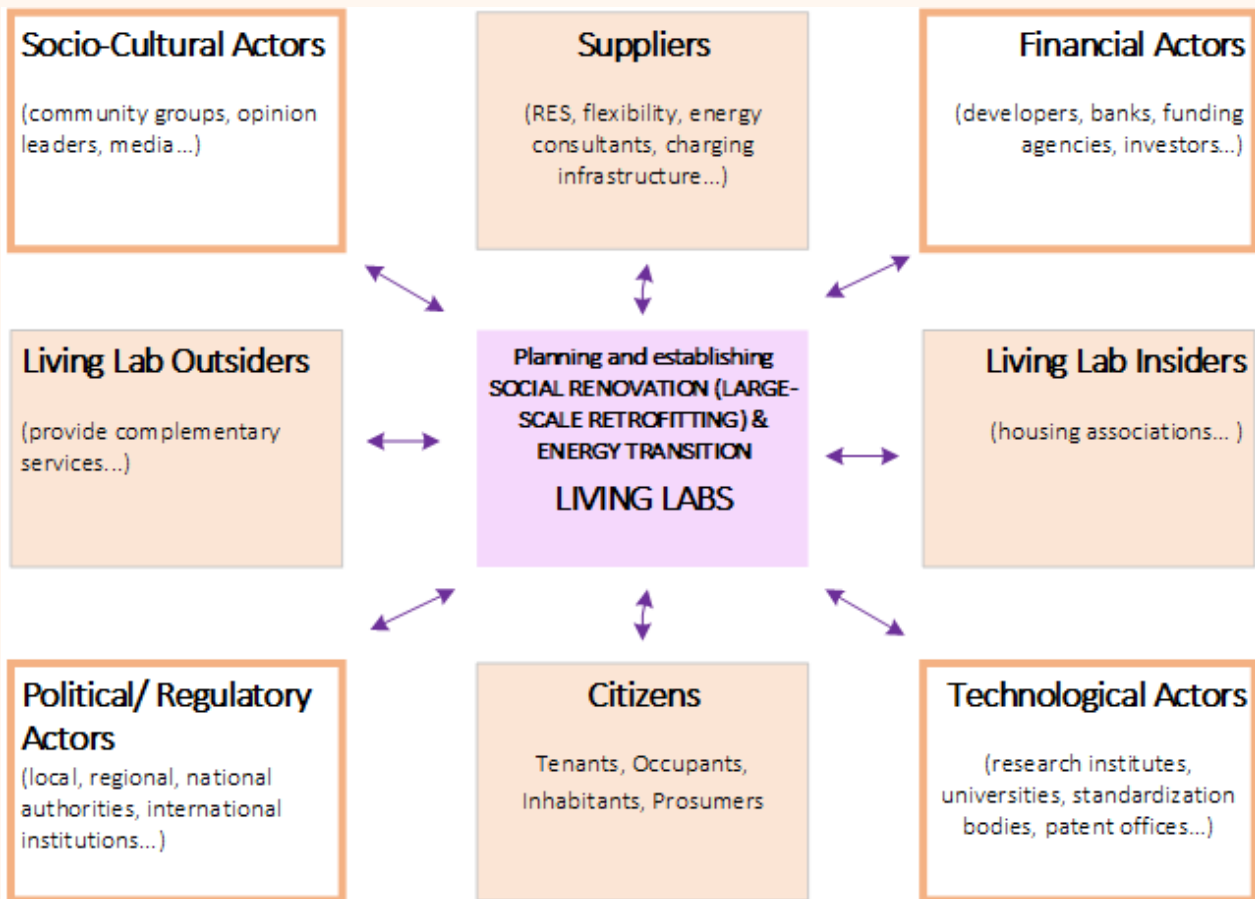 Socio-Cultural Actors
(community groups, opinion
leaders, media...)
Suppliers
(RES, flexibility, energy
consultants, charging
infrastructure...)
Financial Actors
(developers, banks, funding
agencies, investors...)
Living Lab Outsiders
(provide complementary
services...)
Planning and establishing
SOCIAL RENOVATION (LARGE-
SCALE RETROFITTING) &
ENERGY TRANSITION
LIVING LABS
Living Lab Insiders
(housing associations... )
Political/ Regulatory
Actors
(local, regional, national
authorities, international
institutions...)
Citizens
Tenants, Occupants,
Inhabitants, Prosumers
Technological Actors
(research institutes,
universities, standardization
bodies, patent offices...)